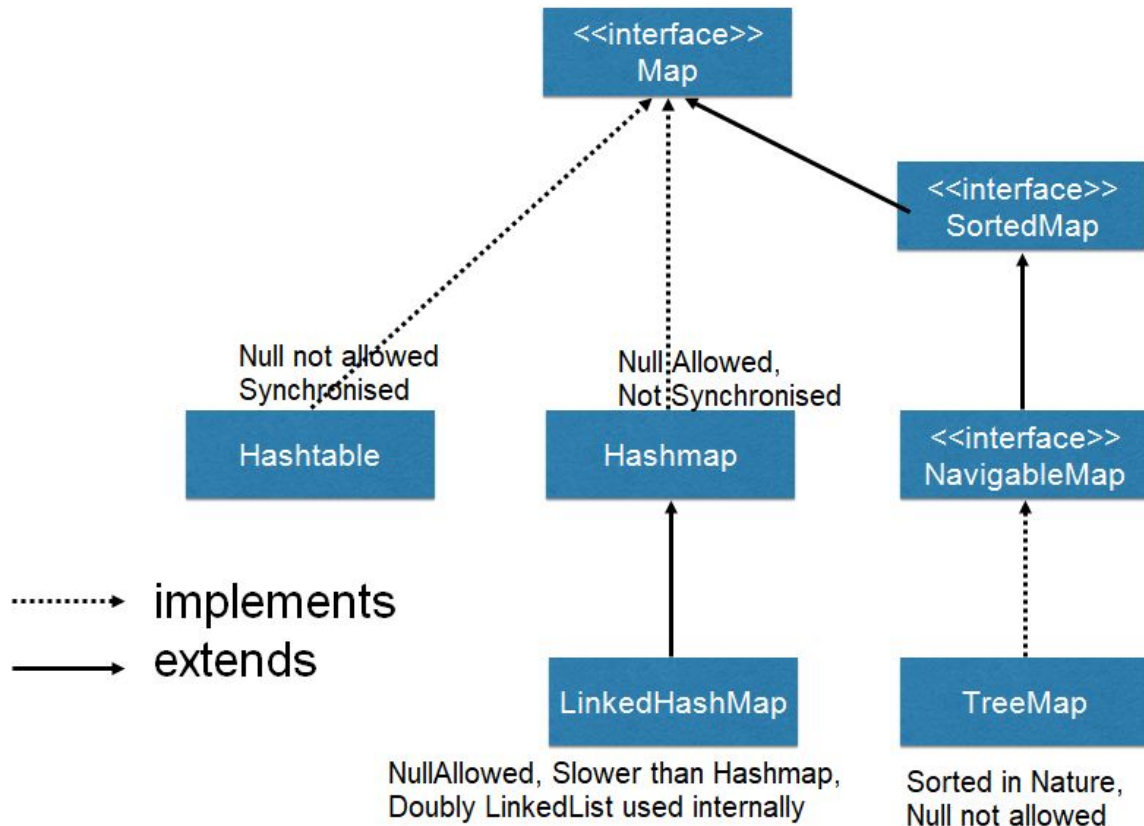 <<interface>>
Map
<<interface>>
SortedMap
Null not allowed
Synchronised
Null Allowed,
Not Synchronised
Hashtable
Hashmap
<<interface>>
NavigableMap
implements
extends
LinkedHashMap
TreeMap
NullAllowed, Slower than Hashmap,
Doubly LinkedList used internally
Sorted in Nature,
Null not allowed